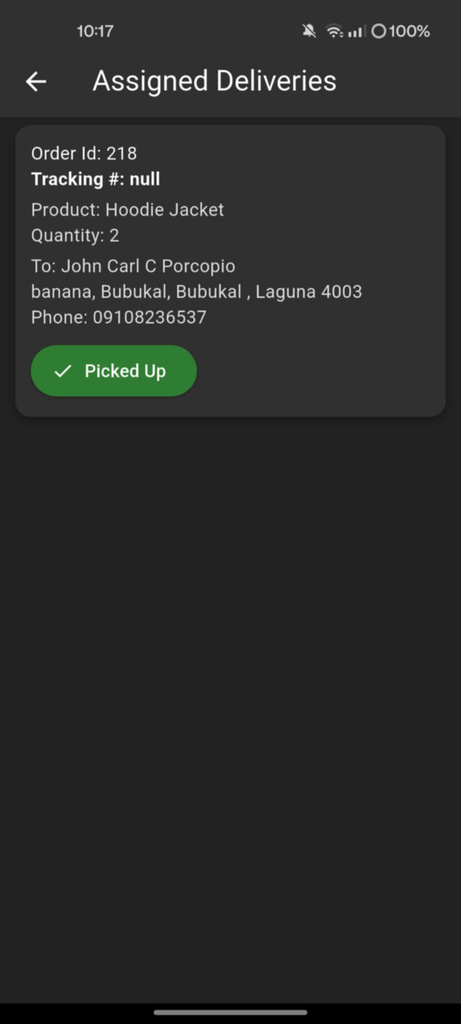 10:17
100%
Assigned Deliveries
Order Id: 218
Tracking #: null
Product: Hoodie Jacket
Quantity: 2
To: John Carl C Porcopio
banana, Bubukal, Bubukal , Laguna 4003
Phone: 09108236537
Picked Up